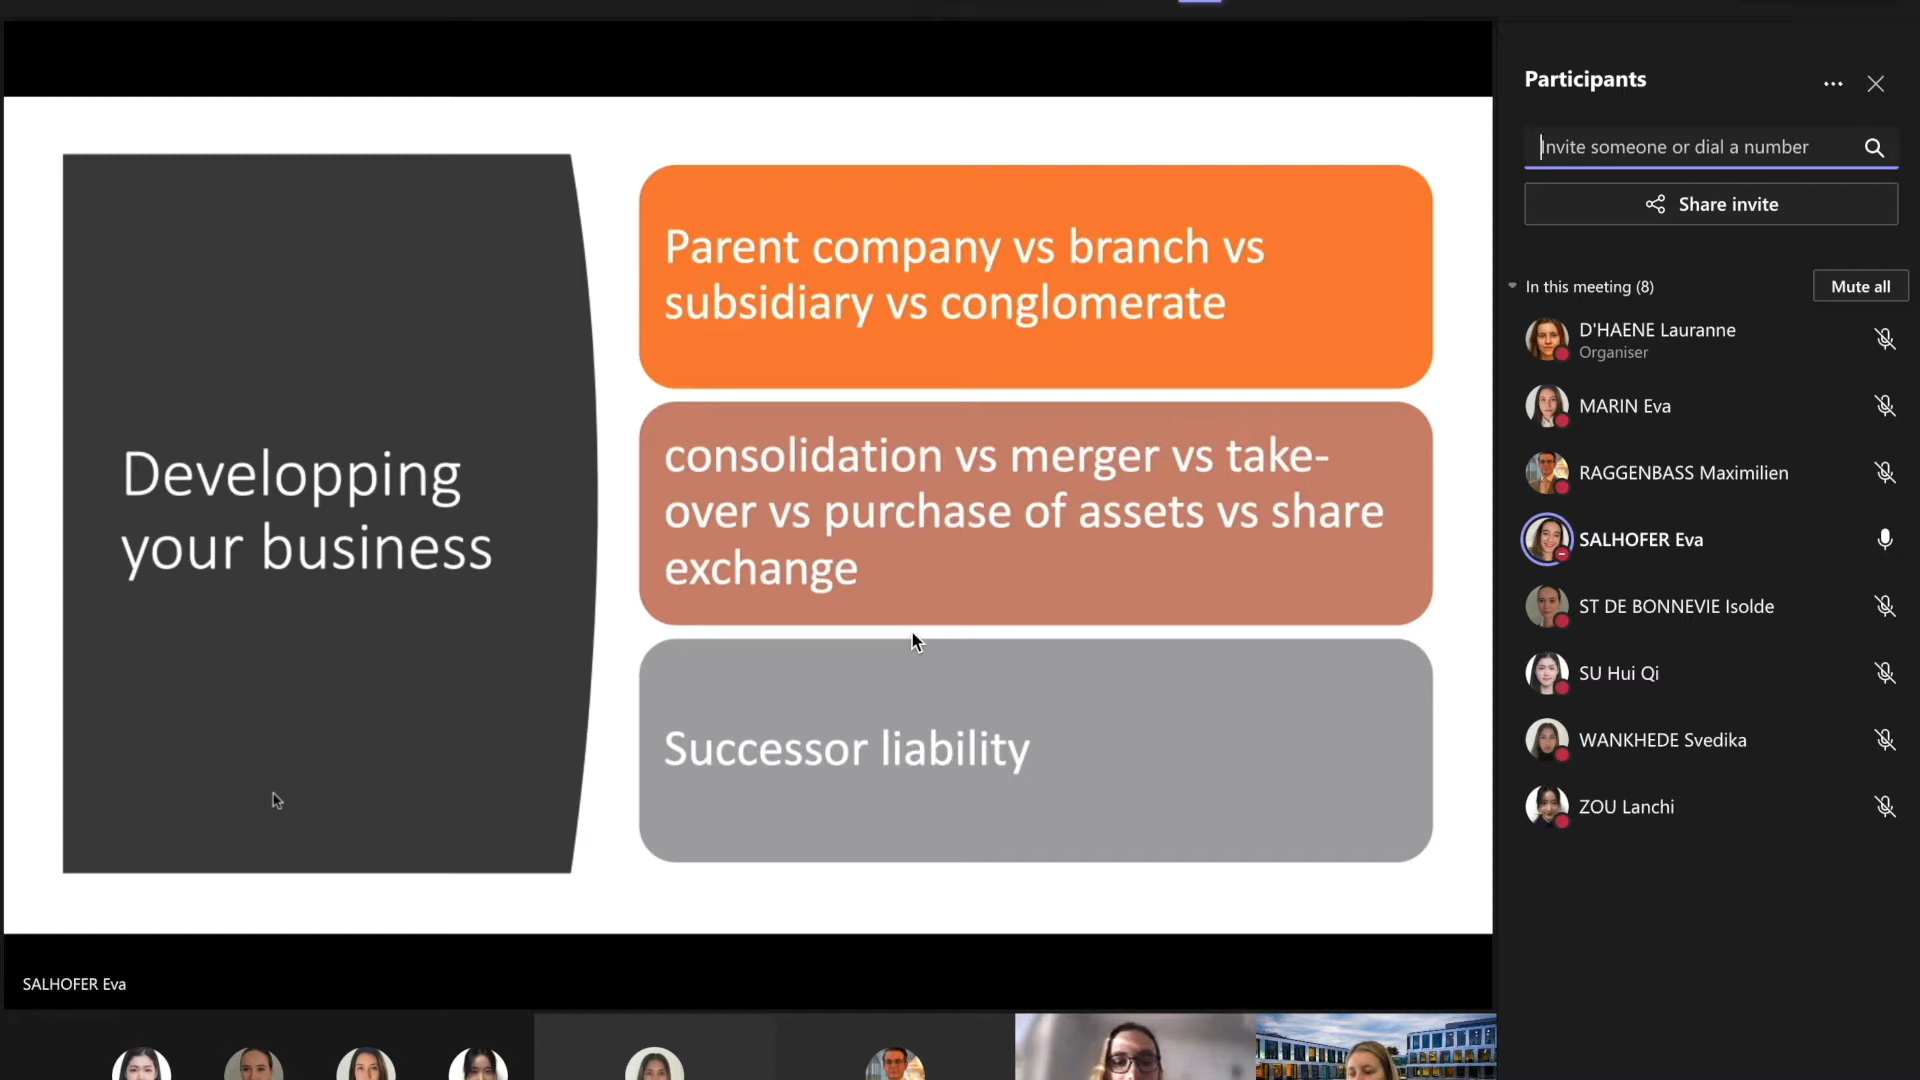 Developping
your business
Parent company vs branch vs
subsidiary vs conglomerate
consolidation vs merger vs take-
over vs purchase of assets vs share
exchange
Successor liability
SALHOFER Eva
Participants
Invite someone or dial a number
Share invite
In this meeting (8)
Mute all
D'HAENE Lauranne
Organiser
MARIN Eva
RAGGENBASS Maximilien
SALHOFER Eva
ST DE BONNEVIE Isolde
SU Hui Qi
WANKHEDE Svedika
ZOU Lanchi